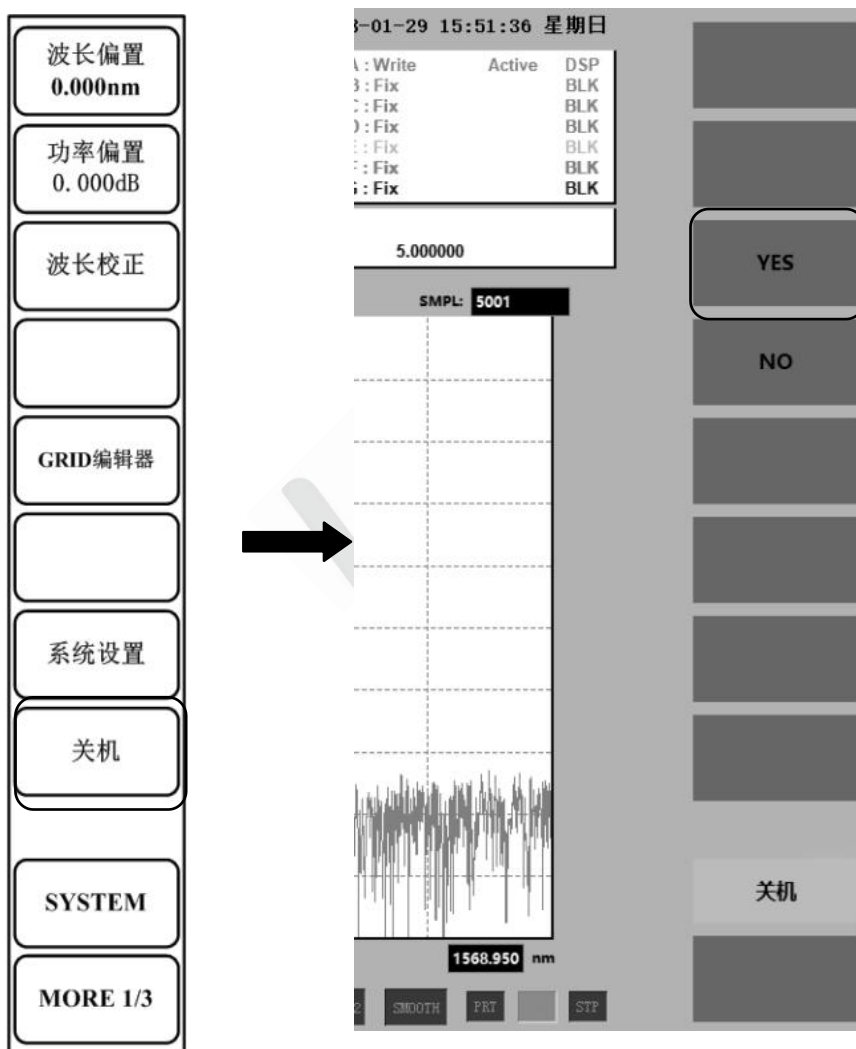 波长偏置
0.000nm
功率偏置
0.000dB
波长校正
GRID编辑器
系统设置
关机
SYSTEM
MORE 1/3
-01-29 15:51:36 星期日
: Write Active DSP
: Fix BLK
: Fix BLK
: Fix BLK
: Fix BLK
: Fix BLK
: Fix BLK
5.000000
SMPL: 5001
1568.950 nm
2 SMOOTH PRT STP
YES
NO
关机